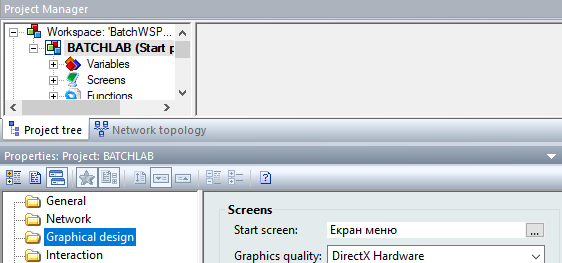 Project Manager
Workspace: 'BatchWSP...
BATCHLAB (Start p
Variables
Screens
Functions
Project tree
Network topology
Properties: Project: BATCHLAB
General
Network
Graphical design
Interaction
Screens
Start screen: Екран меню ...
Graphics quality: DirectX Hardware